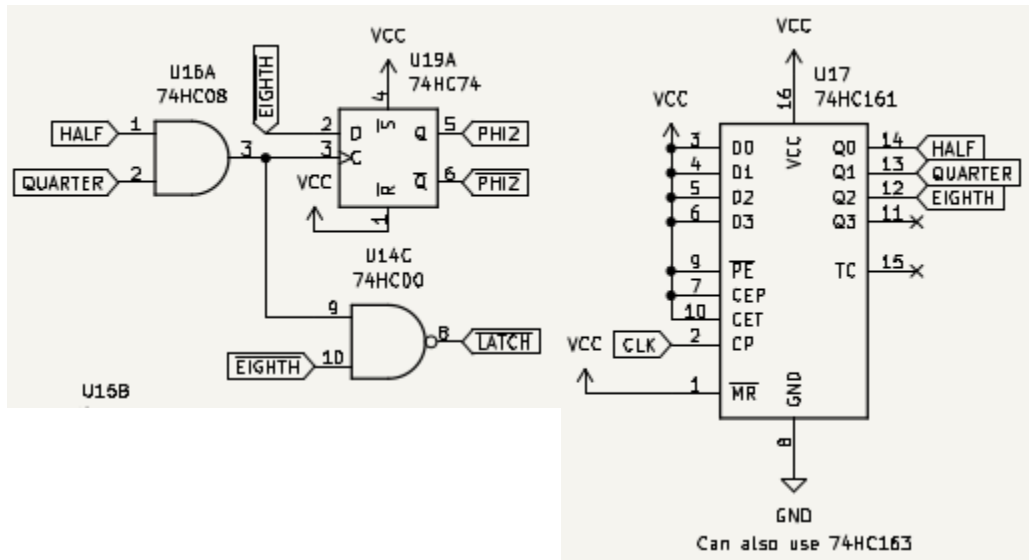 VCC
U19A
74HC74
U16A
74HC08
EIGHTH
4
HALF
1
3
2
D
S
Q
5
PHI2
3
C
QUARTER
2
VCC
R
Q
6
PHI2
1
U14C
74HC00
9
8
LATCH
EIGHTH
10
U16B
VCC
U17
74HC161
VCC
16
3
D0
VCC
Q0
14
HALF
4
D1
Q1
13
QUARTER
5
D2
Q2
12
EIGHTH
6
D3
Q3
11
9
PE
TC
15
7
CEP
10
CET
VCC
CLK
2
CP
1
MR
GND
8
GND
Can also use 74HC163